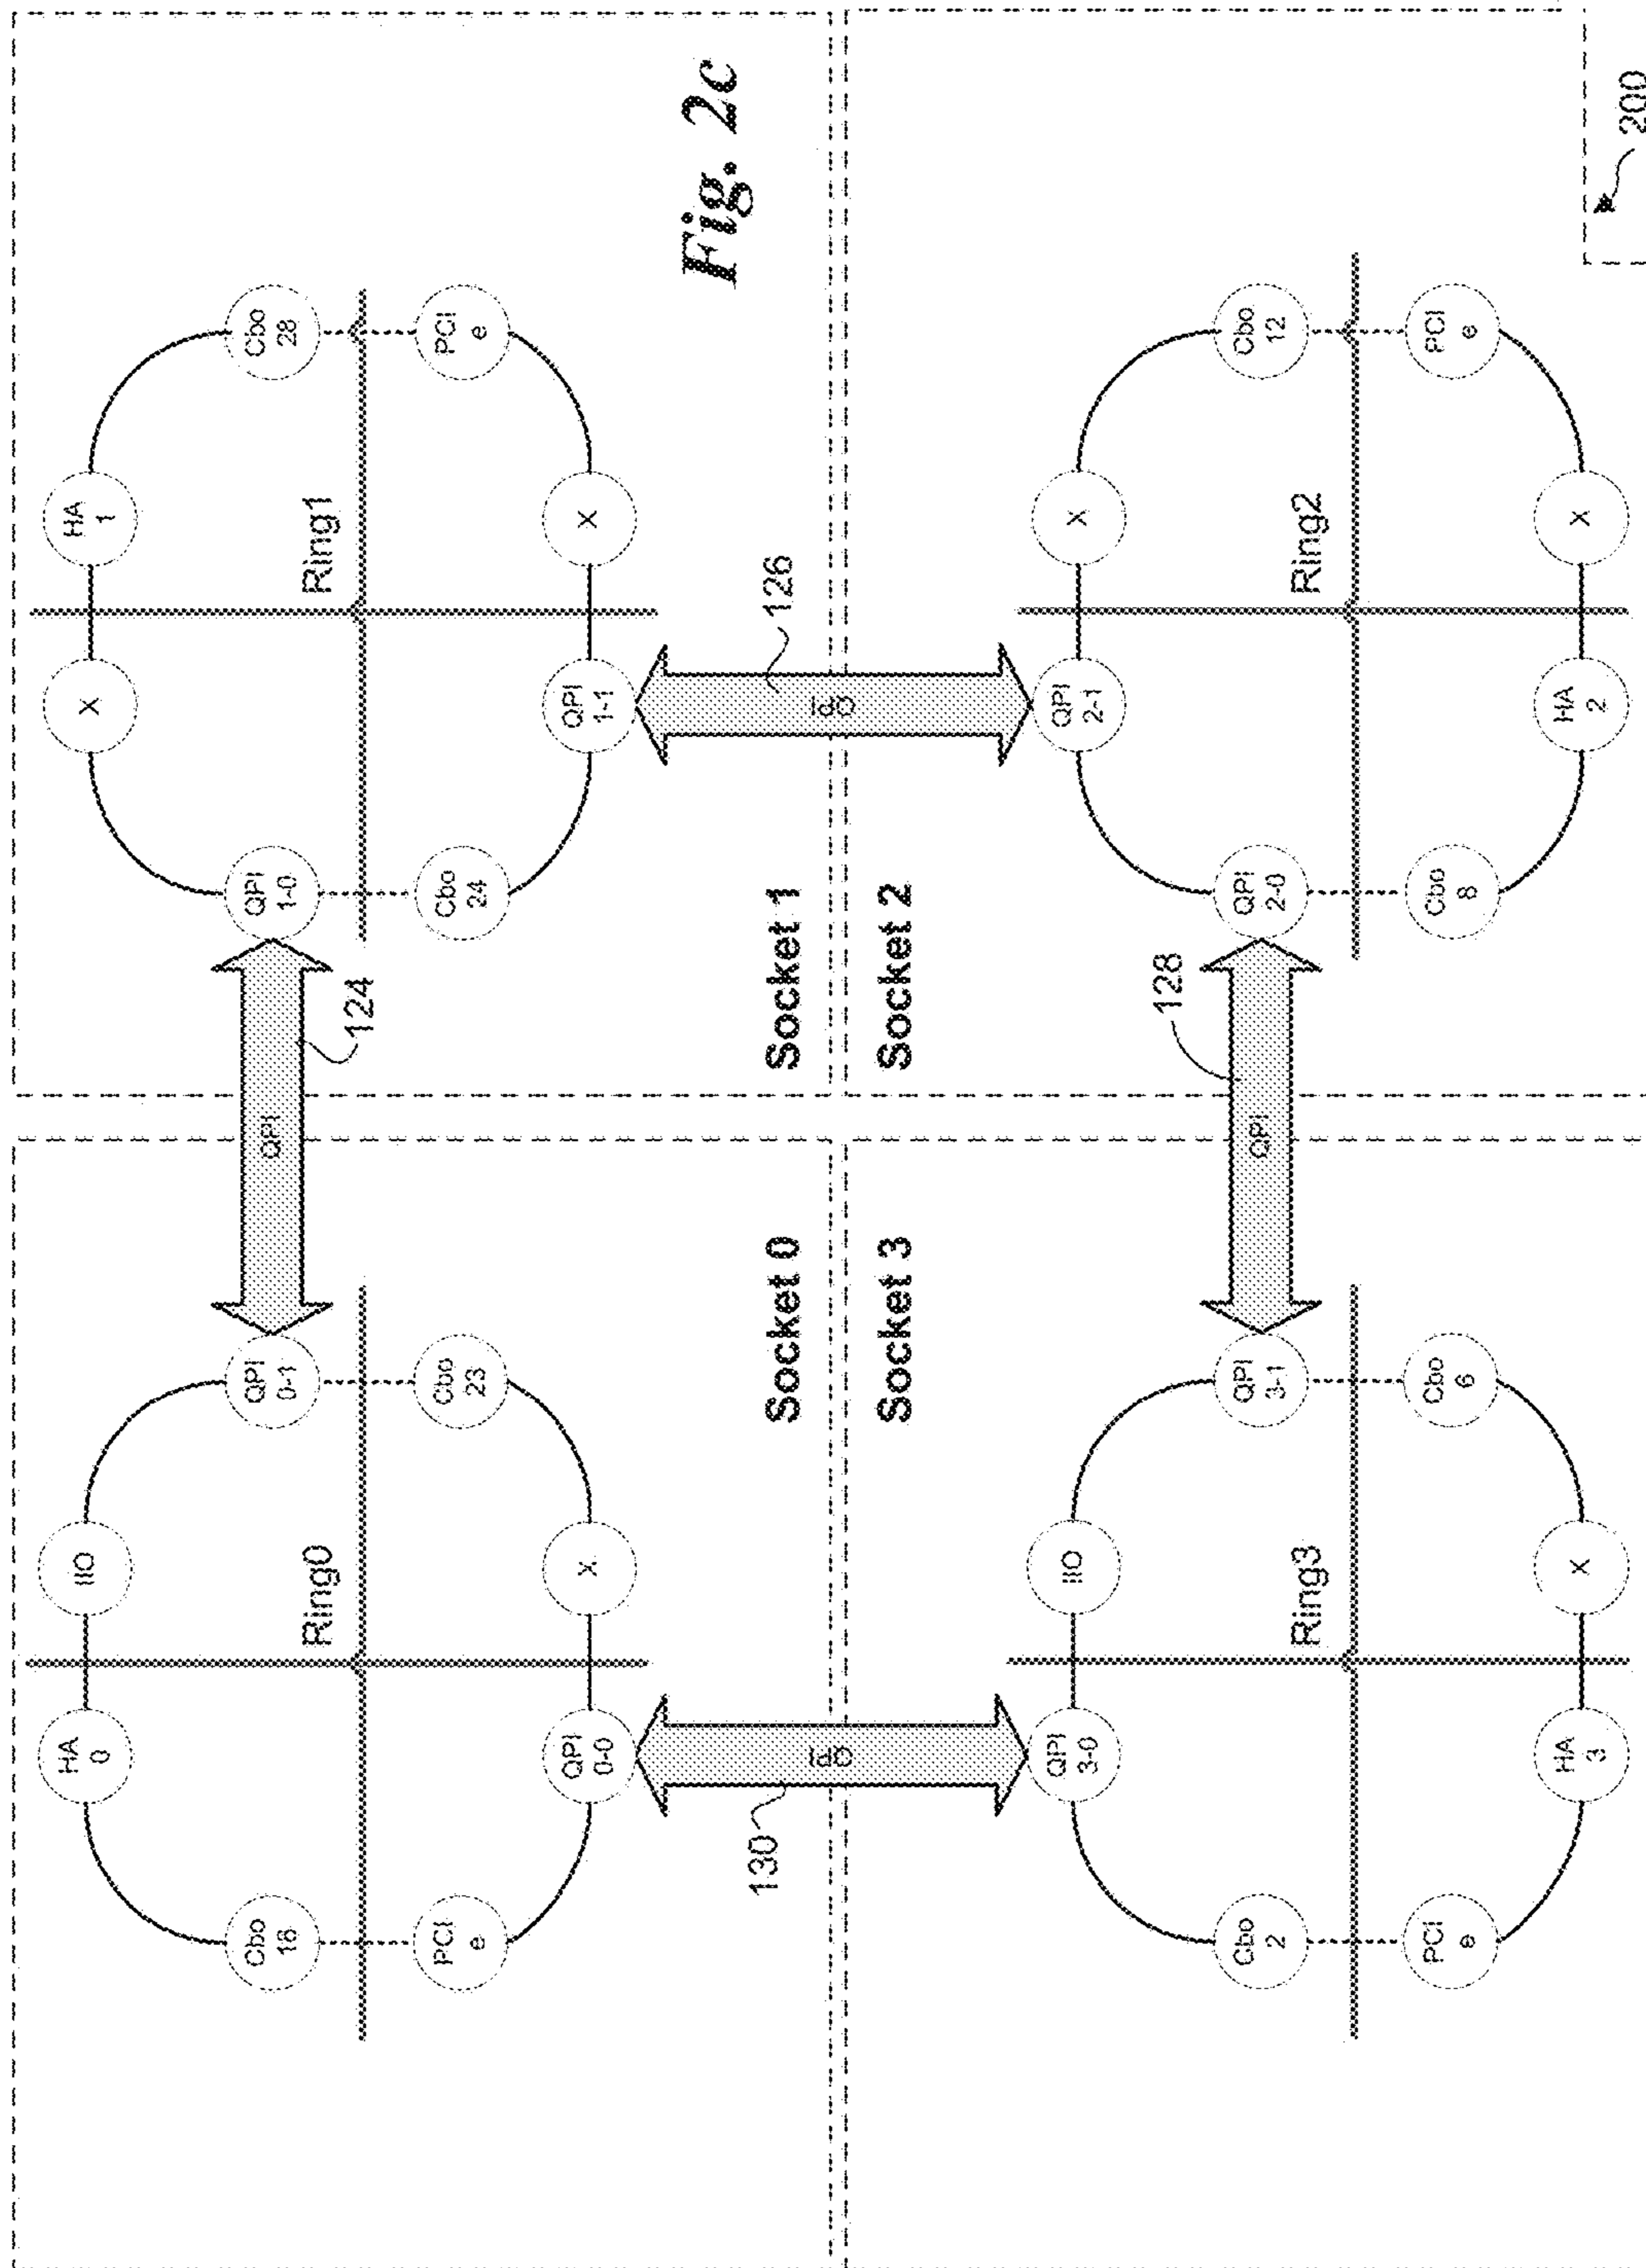 HA
0
IIO
Cbo
18
QPI
0-1
Ring0
PCI
e
Cbo
23
QPI
0-0
X
Socket 0
QPI
124
X
HA
1
QPI
1-0
Cbo
28
Ring1
Cbo
24
PCI
e
QPI
1-1
X
Socket 1
Fig. 2c
130
QPI
QPI
126
Socket 3
QPI
3-0
IIO
Cbo
2
QPI
3-1
Ring3
PCI
e
Cbo
6
HA
3
X
128
QPI
Socket 2
QPI
2-1
X
QPI
2-0
Cbo
12
Ring2
Cbo
8
PCI
e
HA
2
X
200